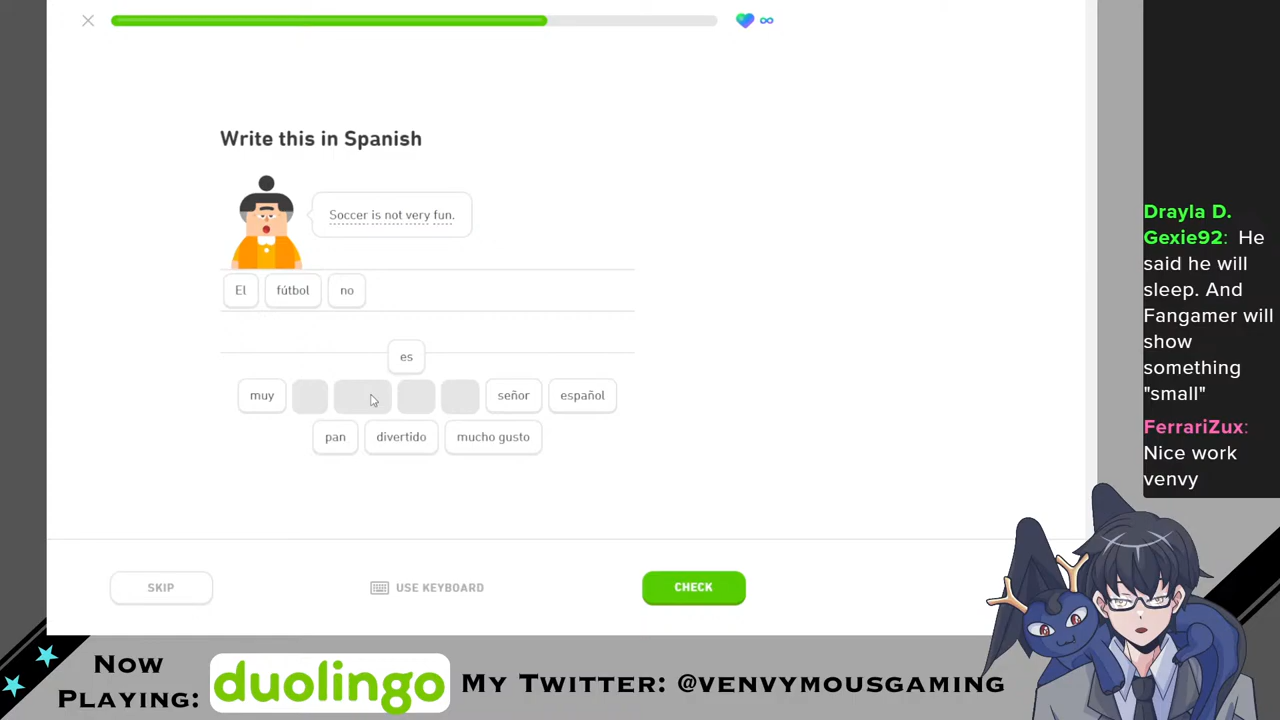 Write this in Spanish
Soccer is not very fun.
El fútbol no
es
muy señor español
pan divertido mucho gusto
SKIP USE KEYBOARD CHECK
Drayla D.
Gexie92: He
said he will
sleep. And
Fangamer will
show
something
"small"
FerrariZux:
Nice work
venvy
Now
Playing: duolingo My Twitter: @venvymousgaming